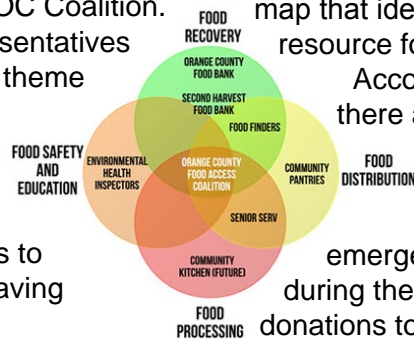 OC Coalition.
sentatives
theme
s to
aving
FOOD
RECOVERY
ORANGE COUNTY
FOOD BANK
SECOND HARVEST
FOOD BANK
FOOD FINDERS
FOOD SAFETY
AND
EDUCATION
ENVIRONMENTAL
HEALTH
INSPECTORS
ORANGE COUNTY
FOOD ACCESS
COALITION
COMMUNITY
PANTRIES
FOOD
DISTRIBUTION
SENIOR SERV
COMMUNITY
KITCHEN (FUTURE)
FOOD
PROCESSING
map that ide
resource fo
Acco
there a
emerge
during the
donations to